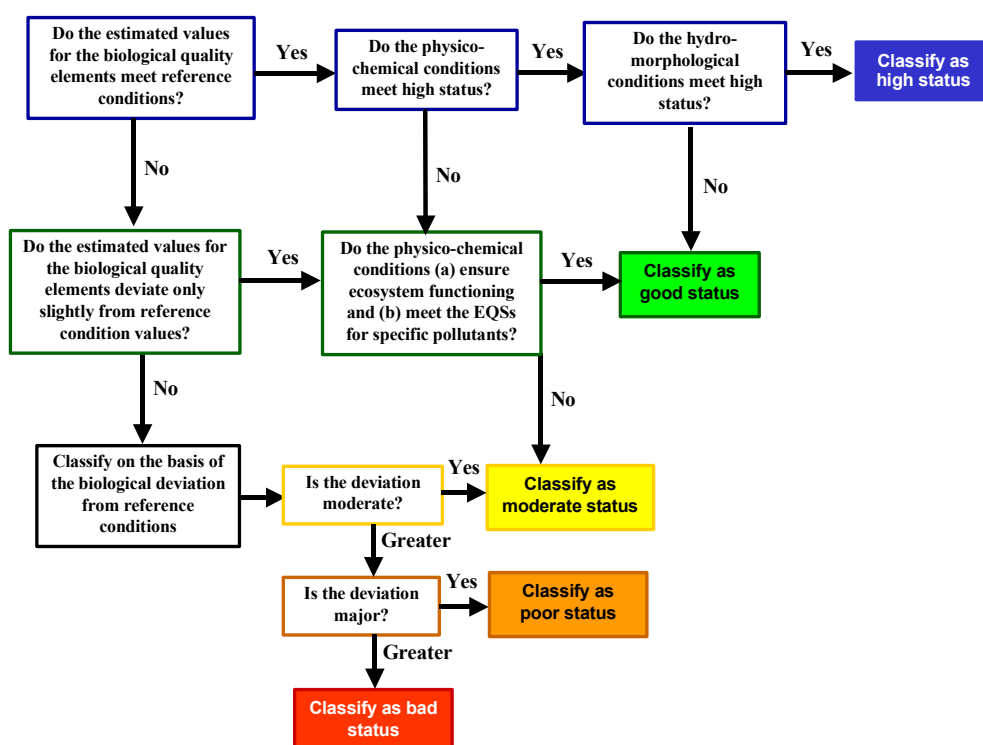 Do the estimated values
for the biological quality
elements meet reference
conditions?
Yes
Do the physico-
chemical conditions
meet high status?
Yes
Do the hydro-
morphological
conditions meet high
status?
Yes
Classify as
high status
No
No
No
Do the estimated values for
the biological quality
elements deviate only
slightly from reference
condition values?
Yes
Do the physico-chemical
conditions (a) ensure
ecosystem functioning
and (b) meet the EQSs
for specific pollutants?
Yes
Classify as
good status
No
No
Classify on the basis of
the biological deviation
from reference
conditions
Is the deviation
moderate?
Yes
Classify as
moderate status
Greater
Is the deviation
major?
Yes
Classify as
poor status
Greater
Classify as bad
status